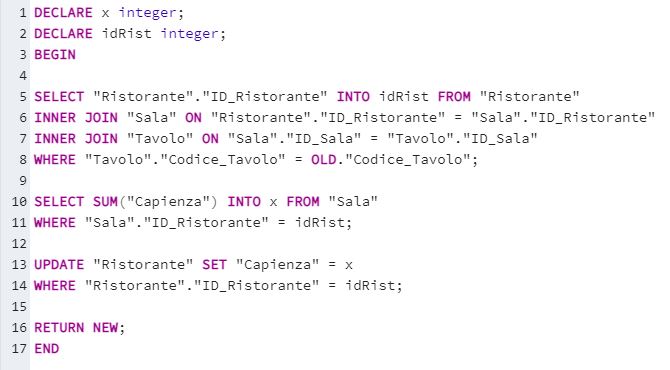 1 DECLARE x integer;
2 DECLARE idRist integer;
3 BEGIN
4
5 SELECT "Ristorante"."ID_Ristorante" INTO idRist FROM "Ristorante"
6 INNER JOIN "Sala" ON "Ristorante"."ID_Ristorante" = "Sala"."ID_Ristorante"
7 INNER JOIN "Tavolo" ON "Sala"."ID_Sala" = "Tavolo"."ID_Sala"
8 WHERE "Tavolo"."Codice_Tavolo" = OLD."Codice_Tavolo";
9
10 SELECT SUM("Capienza") INTO x FROM "Sala"
11 WHERE "Sala"."ID_Ristorante" = idRist;
12
13 UPDATE "Ristorante" SET "Capienza" = x
14 WHERE "Ristorante"."ID_Ristorante" = idRist;
15
16 RETURN NEW;
17 END